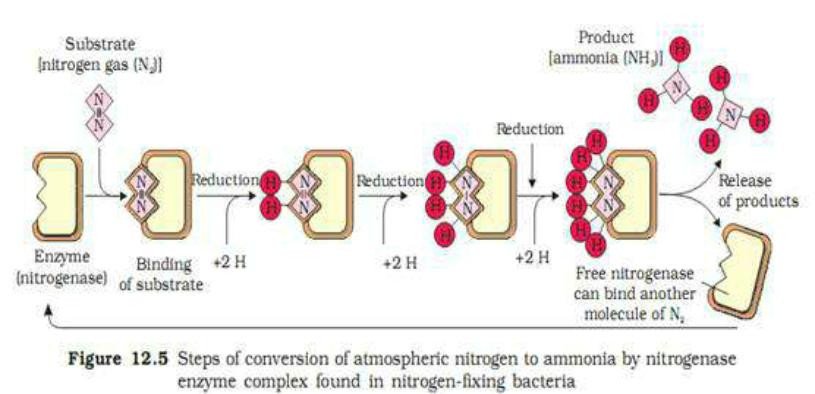 Substrate
[nitrogen gas (N₂)]
N
N
Enzyme
(nitrogenase)
N
N
Binding
of substrate
Reduction
+2 H
H
H
N
N
Reduction
+2 H
H
H
H
H
N
N
Reduction
+2 H
H
H
H
H
H
H
N
N
Product
[ammonia (NH₃)]
H
H
H
N
H
H
H
N
Release
of products
Free nitrogenase
can bind another
molecule of N₂
Figure 12.5 Steps of conversion of atmospheric nitrogen to ammonia by nitrogenase
enzyme complex found in nitrogen-fixing bacteria